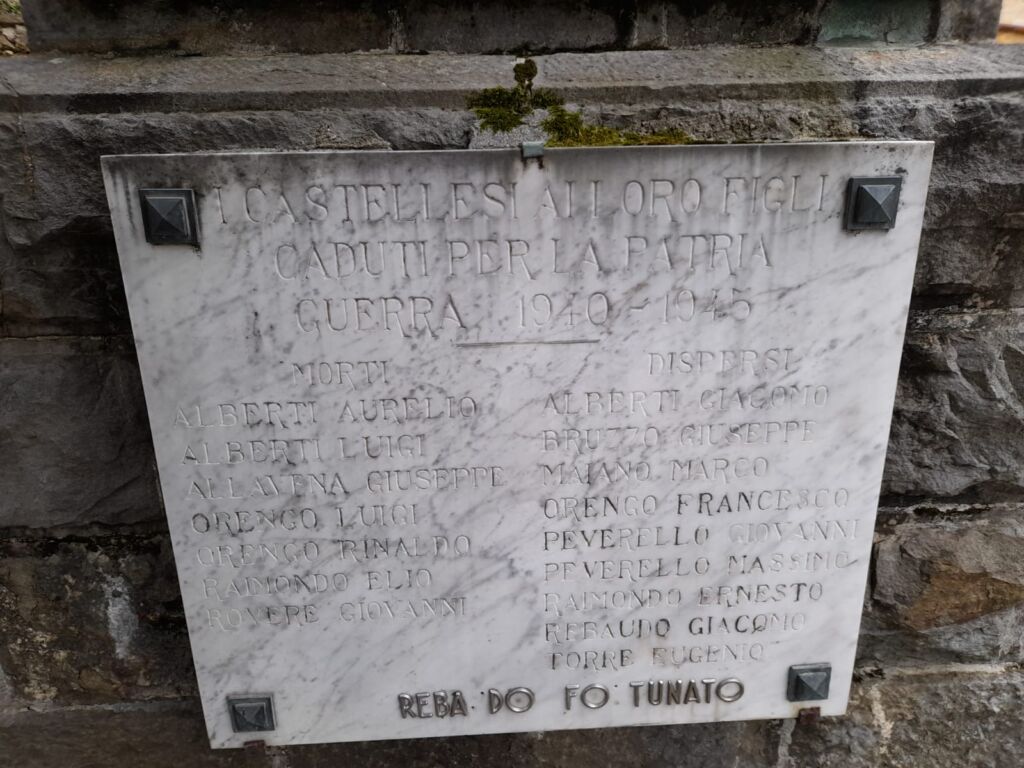 I CASTELLESI AI LORO FIGLI
CADUTI PER LA PATRIA
GUERRA 1940 - 1945
MORTI
ALBERTI AURELIO
ALBERTI LUIGI
ALLAVENA GIUSEPPE
ORENGO LUIGI
ORENGO RINALDO
RAIMONDO ELIO
ROVERE GIOVANNI
DISPERSI
ALBERTI GIACOMO
BRUZZO GIUSEPPE
MAIANO MARCO
ORENGO FRANCESCO
PEVERELLO GIOVANNI
PEVERELLO MASSIMO
RAIMONDO ERNESTO
REBAUDO GIACOMO
TORRE EUGENIO
REBA DO FO TUNATO